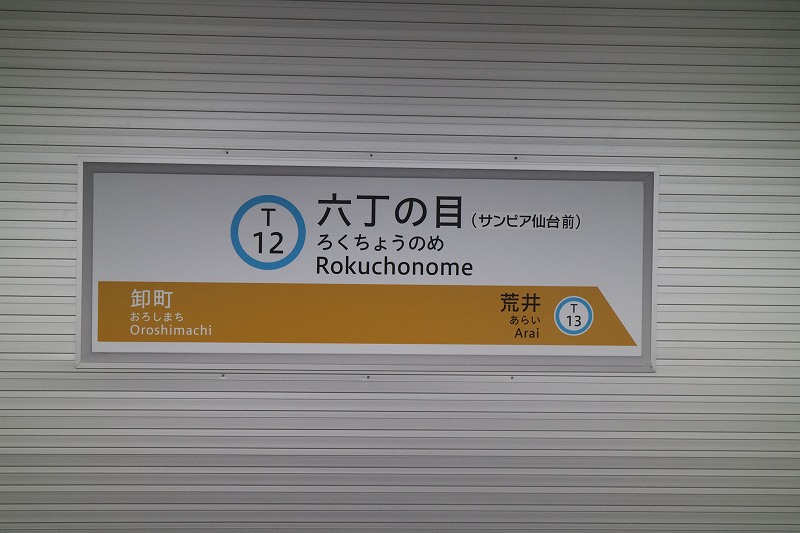 T
12
六丁の目(サンピア仙台前)
ろくちょうのめ
Rokuchonome
卸町
おろしまち
Oroshimachi
荒井
あらい
Arai
T
13